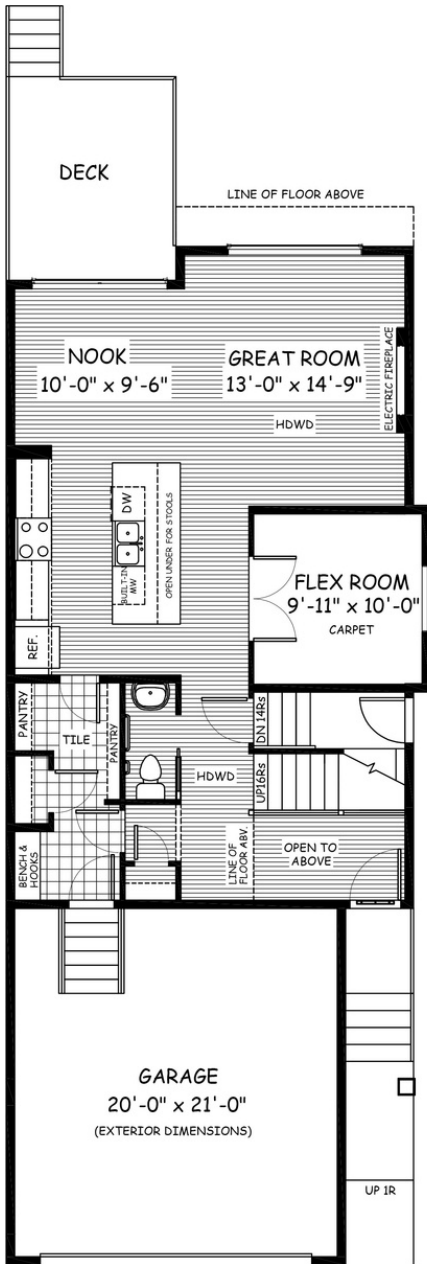 DECK
LINE OF FLOOR ABOVE
NOOK
10'-0" x 9'-6"
GREAT ROOM
13'-0" x 14'-9"
HDWD
ELECTRIC FIREPLACE
DW
BUILT-IN
MW
OPEN UNDER FOR STOOLS
REF.
FLEX ROOM
9'-11" x 10'-0"
CARPET
PANTRY
TILE
PANTRY
DN 14Rs
HDWD
UP16Rs
BENCH &
HOOKS
LINE OF
FLOOR ABV.
OPEN TO
ABOVE
GARAGE
20'-0" x 21'-0"
(EXTERIOR DIMENSIONS)
UP 1R